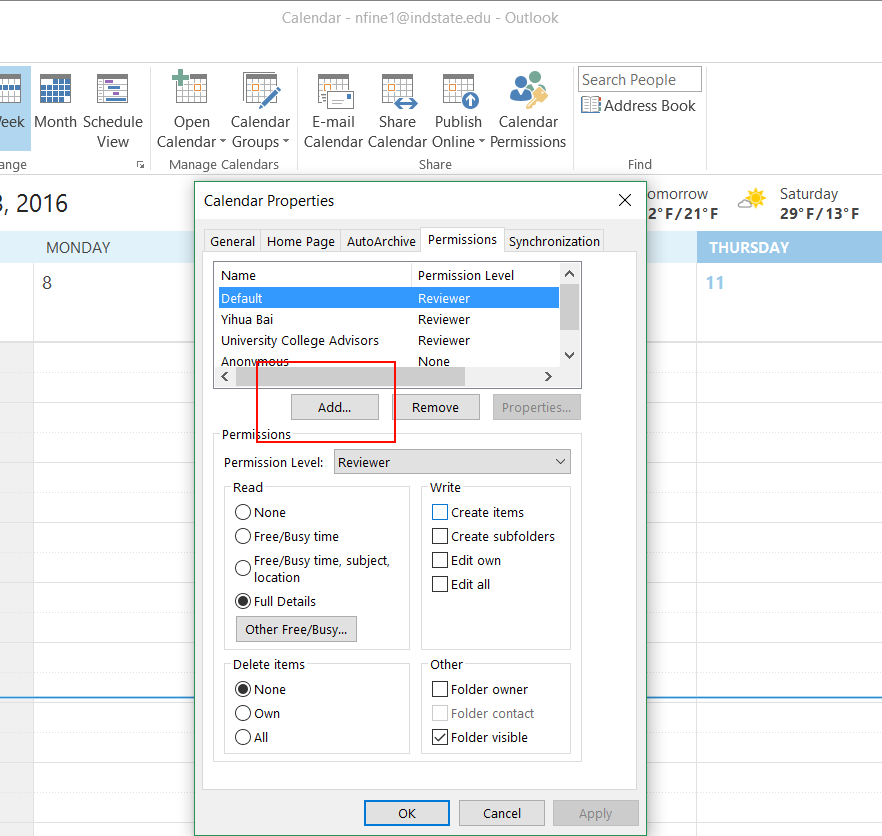 Calendar - nfine1@indstate.edu - Outlook
Search People
Address Book
eek Month Schedule View
Open Calendar
Calendar Groups
E-mail Calendar
Share Calendar
Publish Online
Calendar Permissions
ange
Manage Calendars
Share
Find
3, 2016
omorrow
2°F/21°F
Saturday
29°F/13°F
MONDAY
THURSDAY
8
11
Calendar Properties
General Home Page AutoArchive Permissions Synchronization
Name Permission Level
Default Reviewer
Yihua Bai Reviewer
University College Advisors Reviewer
Anonymous None
Add... Remove Properties...
Permissions
Permission Level: Reviewer
Read
None
Free/Busy time
Free/Busy time, subject,
location
Full Details
Other Free/Busy...
Write
Create items
Create subfolders
Edit own
Edit all
Delete items
None
Own
All
Other
Folder owner
Folder contact
Folder visible
OK Cancel Apply